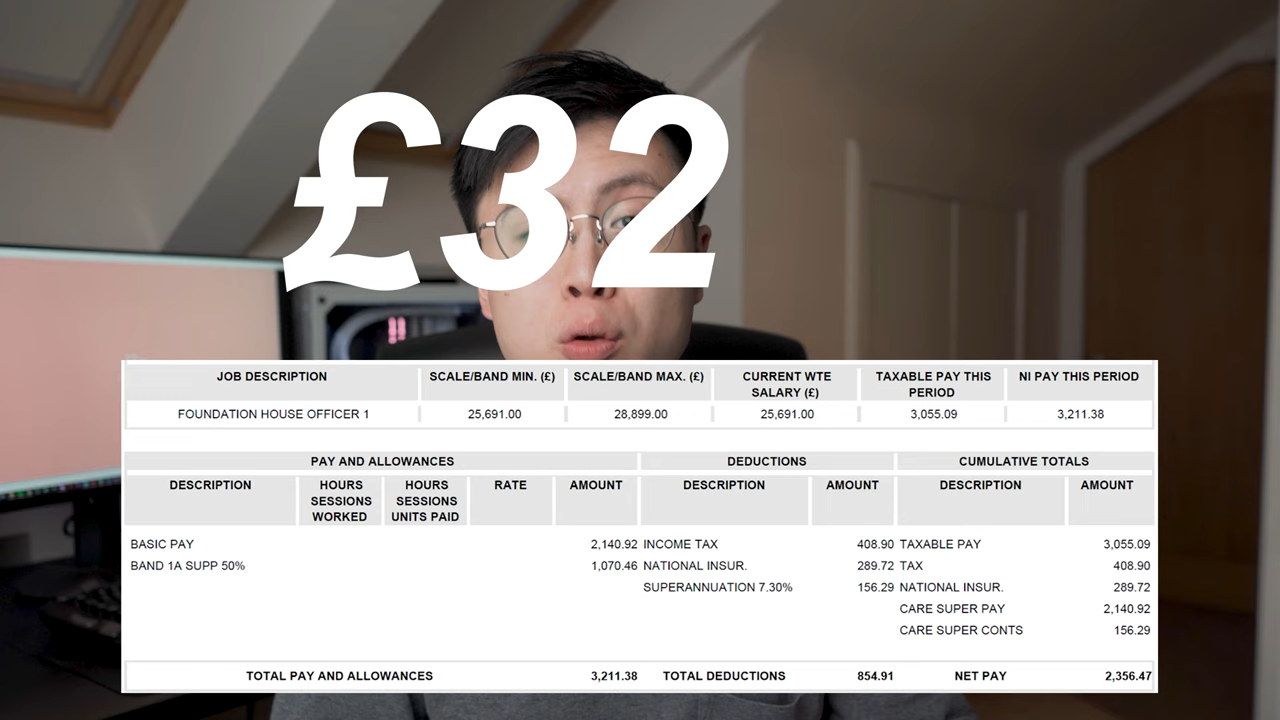 £32
JOB DESCRIPTION SCALE/BAND MIN. (£) SCALE/BAND MAX. (£) CURRENT WTE SALARY (£) TAXABLE PAY THIS PERIOD NI PAY THIS PERIOD
FOUNDATION HOUSE OFFICER 1 25,691.00 28,899.00 25,691.00 3,055.09 3,211.38
PAY AND ALLOWANCES DEDUCTIONS CUMULATIVE TOTALS
DESCRIPTION HOURS SESSIONS WORKED HOURS SESSIONS UNITS PAID RATE AMOUNT DESCRIPTION AMOUNT DESCRIPTION AMOUNT
BASIC PAY 2,140.92 INCOME TAX 408.90 TAXABLE PAY 3,055.09
BAND 1A SUPP 50% 1,070.46 NATIONAL INSUR. 289.72 TAX 408.90
SUPERANNUATION 7.30% 156.29 NATIONAL INSUR. 289.72
CARE SUPER PAY 2,140.92
CARE SUPER CONTS 156.29
TOTAL PAY AND ALLOWANCES 3,211.38 TOTAL DEDUCTIONS 854.91 NET PAY 2,356.47